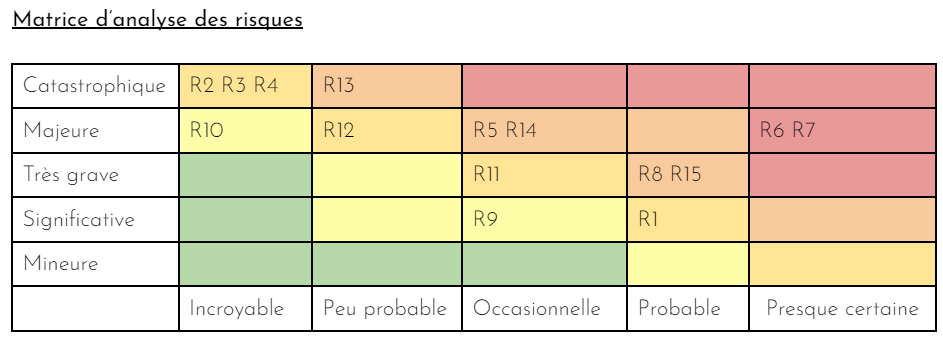 Matrice d'analyse des risques
Catastrophique R2 R3 R4 R13
Majeure R10 R12 R5 R14 R6 R7
Très grave R11 R8 R15
Significative R9 R1
Mineure
Incroyable Peu probable Occasionnelle Probable Presque certaine